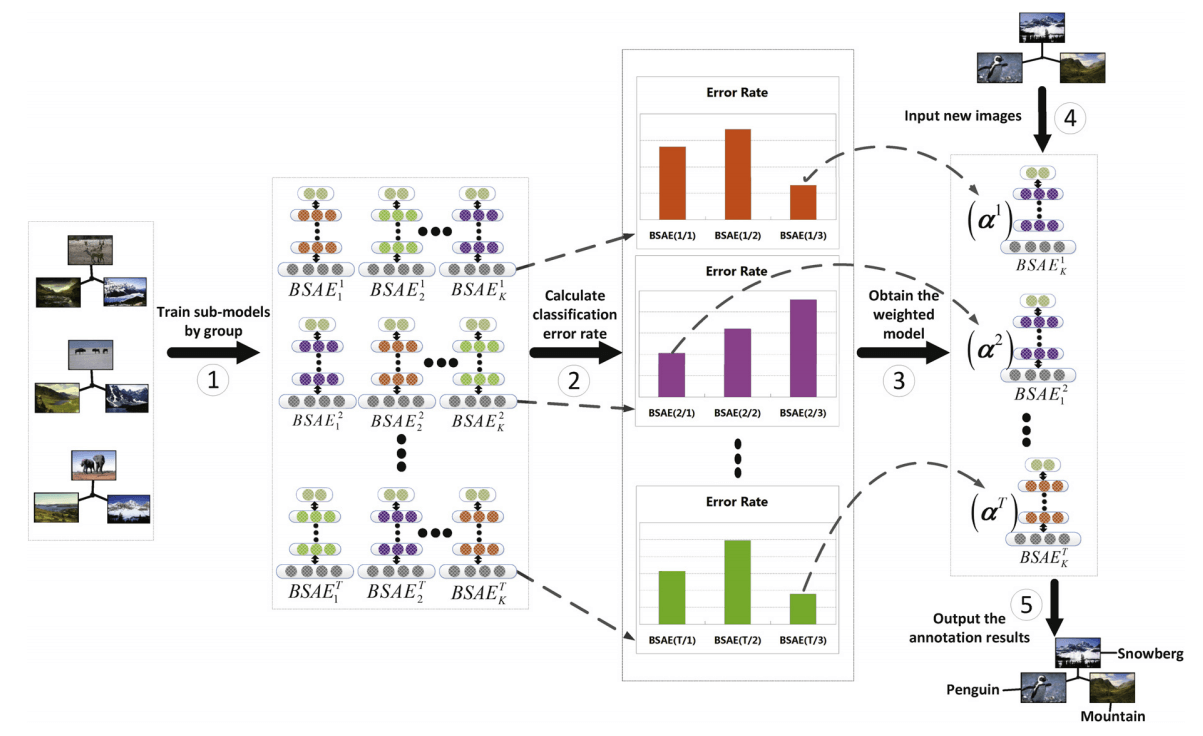 Train sub-models
by group
1
BSAE_1^1
BSAE_2^1
BSAE_K^1
BSAE_1^2
BSAE_2^2
BSAE_K^2
BSAE_1^T
BSAE_2^T
BSAE_K^T
Calculate
classification
error rate
2
Error Rate
BSAE(1/1) BSAE(1/2) BSAE(1/3)
Error Rate
BSAE(2/1) BSAE(2/2) BSAE(2/3)
Error Rate
BSAE(T/1) BSAE(T/2) BSAE(T/3)
Obtain the
weighted
model
3
Input new images
4
(α^1)
BSAE_K^1
(α^2)
BSAE_1^2
(α^T)
BSAE_K^T
5
Output the
annotation results
Snowberg
Penguin
Mountain